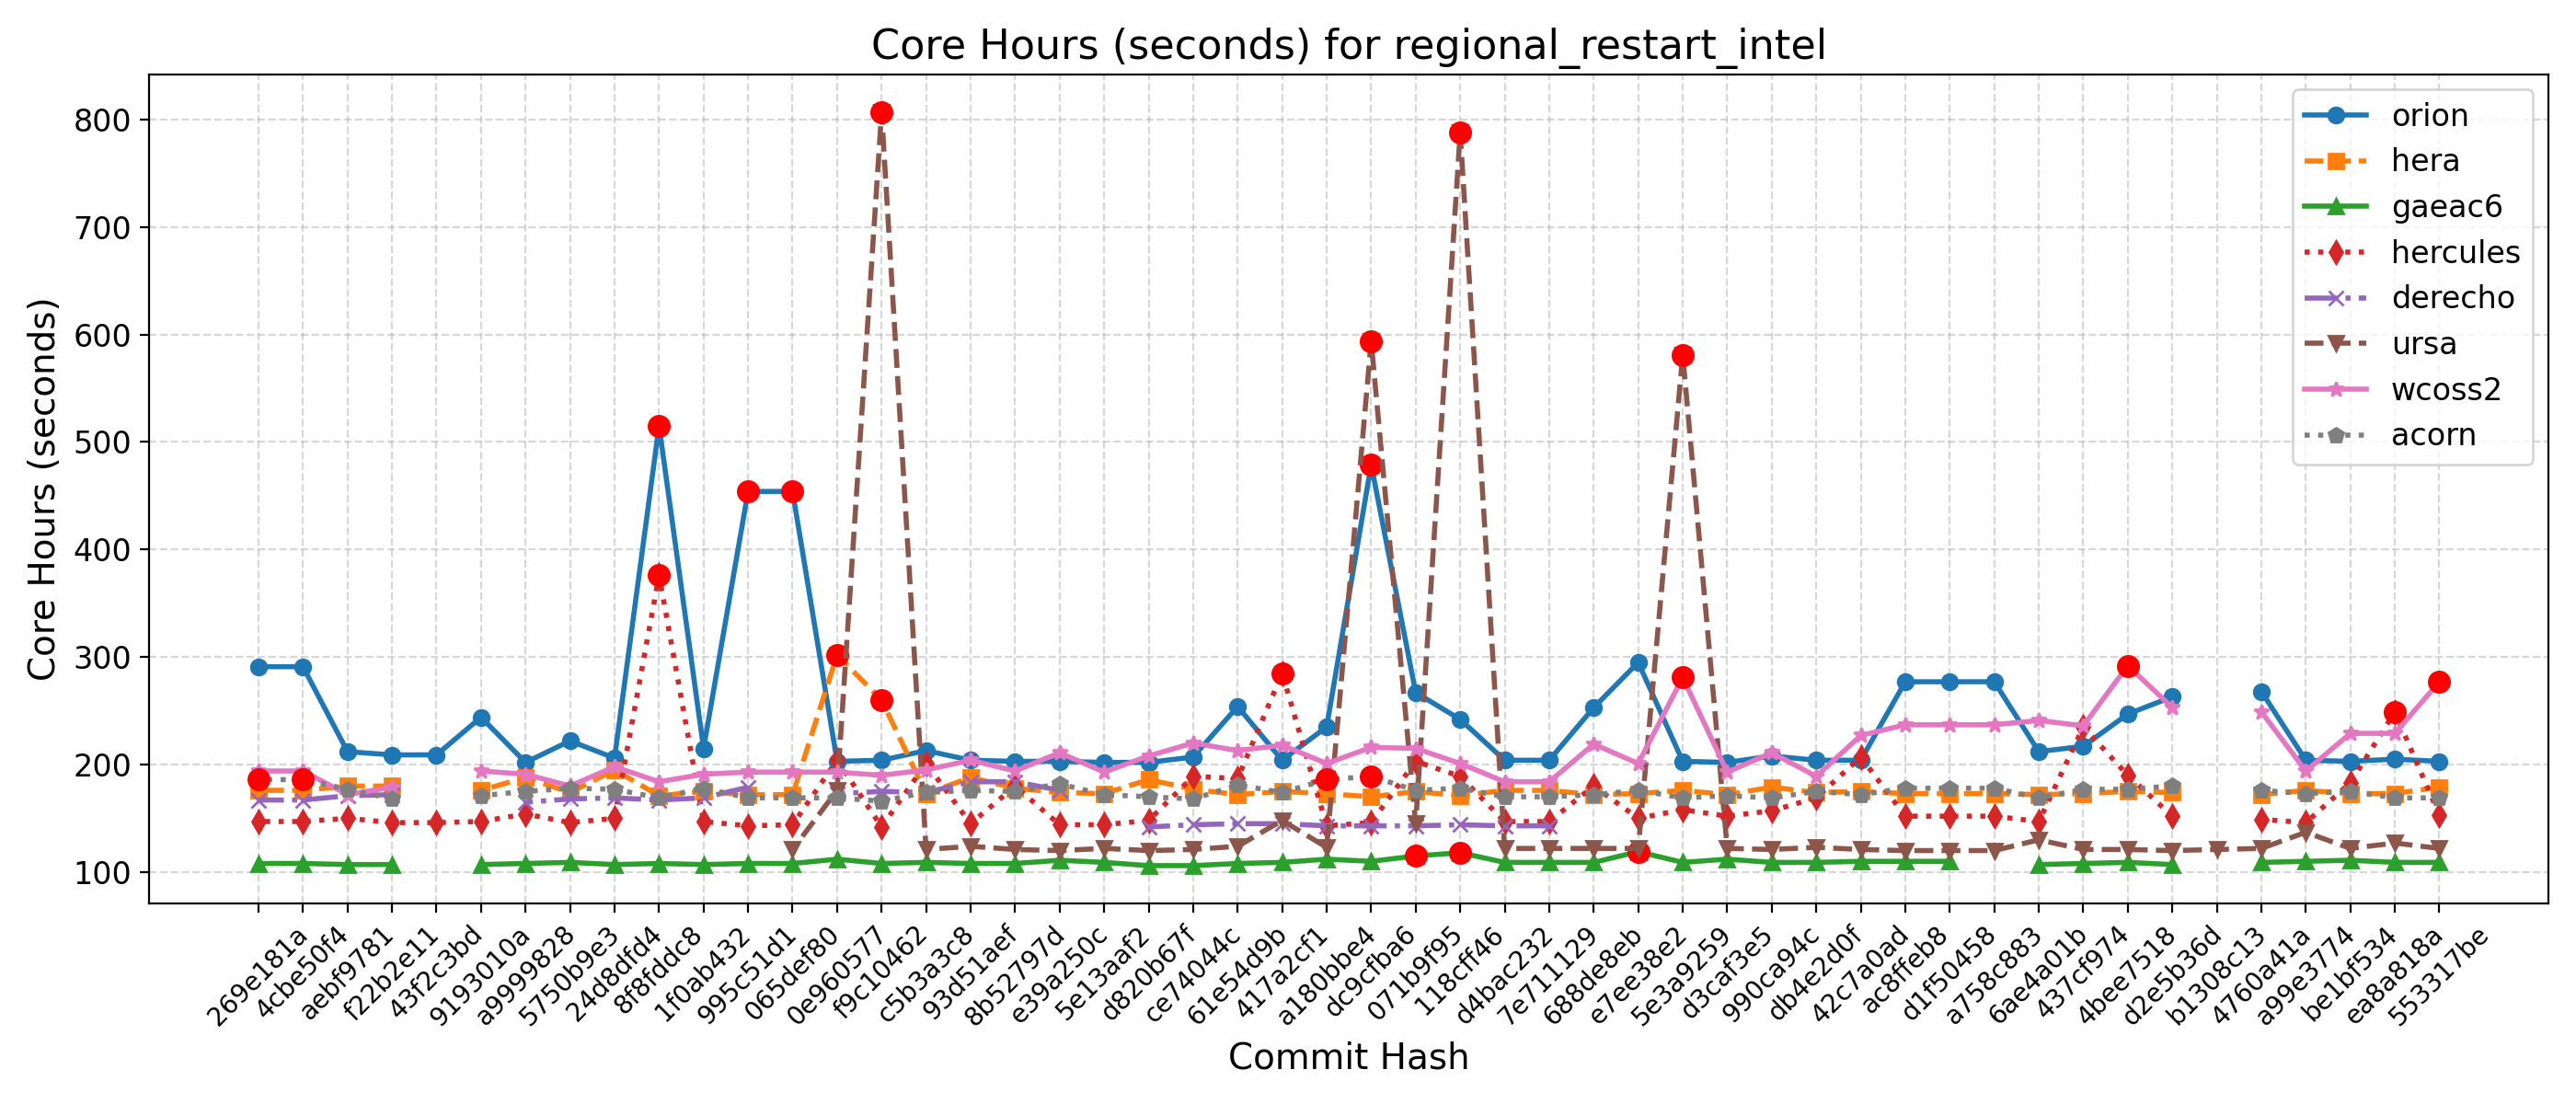 Core Hours (seconds) for regional_restart_intel
Core Hours (seconds)
800
700
600
500
400
300
200
100
orion
hera
gaeac6
hercules
derecho
ursa
wcoss2
acorn
269e181a
4cbe50f4
aebf9781
f22b2e11
43f2c3bd
9193010a
a9999828
5750b9e3
24d8dfd4
8f8fddc8
1f0ab432
995c51d1
065def80
0e960577
f9c10462
c5b3a3c8
93d51aef
8b52797d
e39a250c
5e13aaf2
d820b67f
ce74044c
61e54d9b
417a2cf1
a180bbe4
dc9cfba6
071b9f95
118cff46
d4bac232
7e711129
688de8eb
e7ee38e2
5e3a9259
d3caf3e5
990ca94c
db4e2d0f
42c7a0ad
ac8ffeb8
d1f50458
a758c883
6ae4a01b
437cf974
4bee7518
d2e5b36d
b1308c13
4760a41a
a99e3774
be1bf534
ea8a818a
553317be
Commit Hash